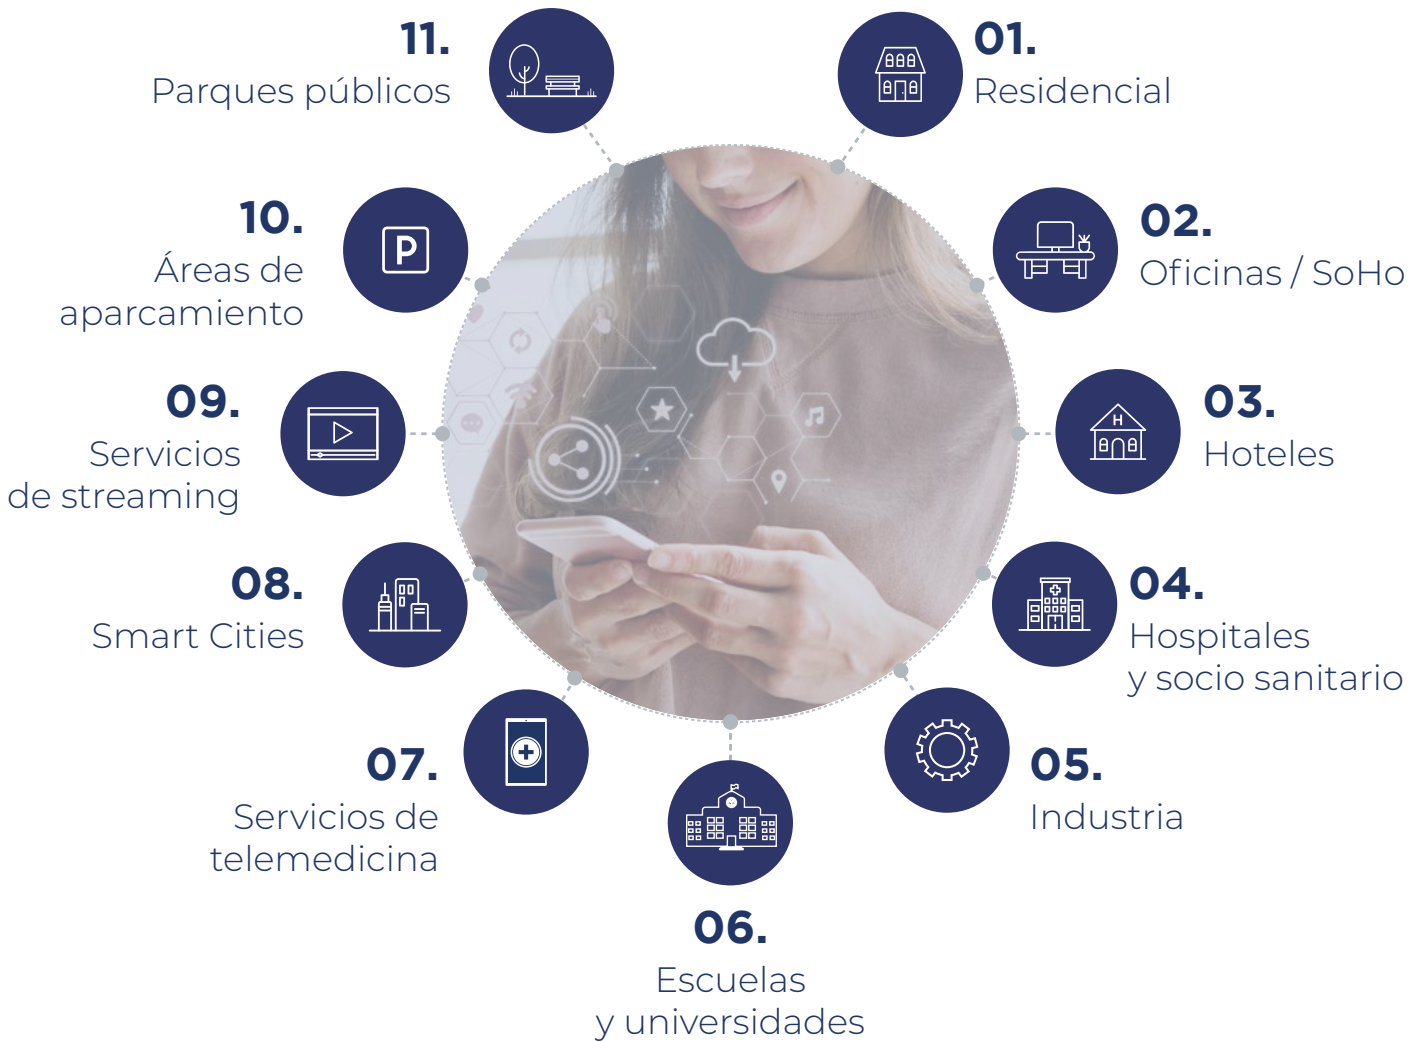 01.
Residencial
02.
Oficinas / SoHo
03.
Hoteles
H
04.
Hospitales
y socio sanitario
05.
Industria
06.
Escuelas
y universidades
07.
Servicios de
telemedicina
08.
Smart Cities
09.
Servicios
de streaming
10.
Áreas de
aparcamiento
P
11.
Parques públicos